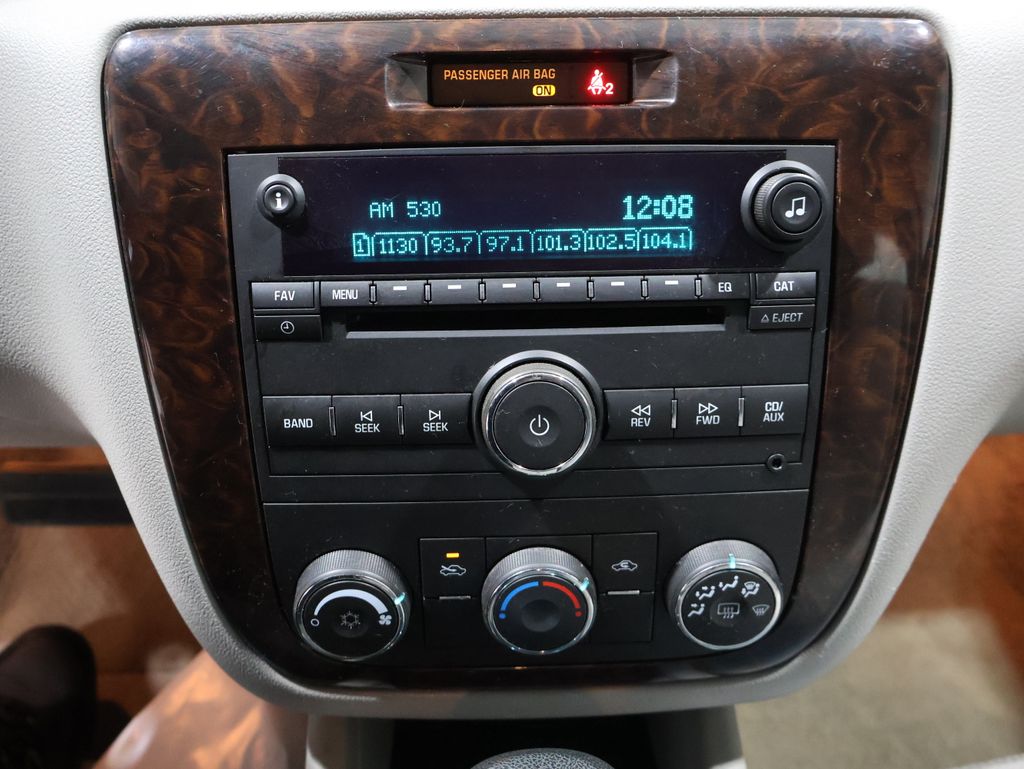 PASSENGER AIR BAG
ON 2
AM 530 12:08
1 1130 93.7 97.1 101.3 102.5 104.1
FAV MENU EQ CAT
EJECT
BAND SEEK SEEK REV FWD CD/
AUX